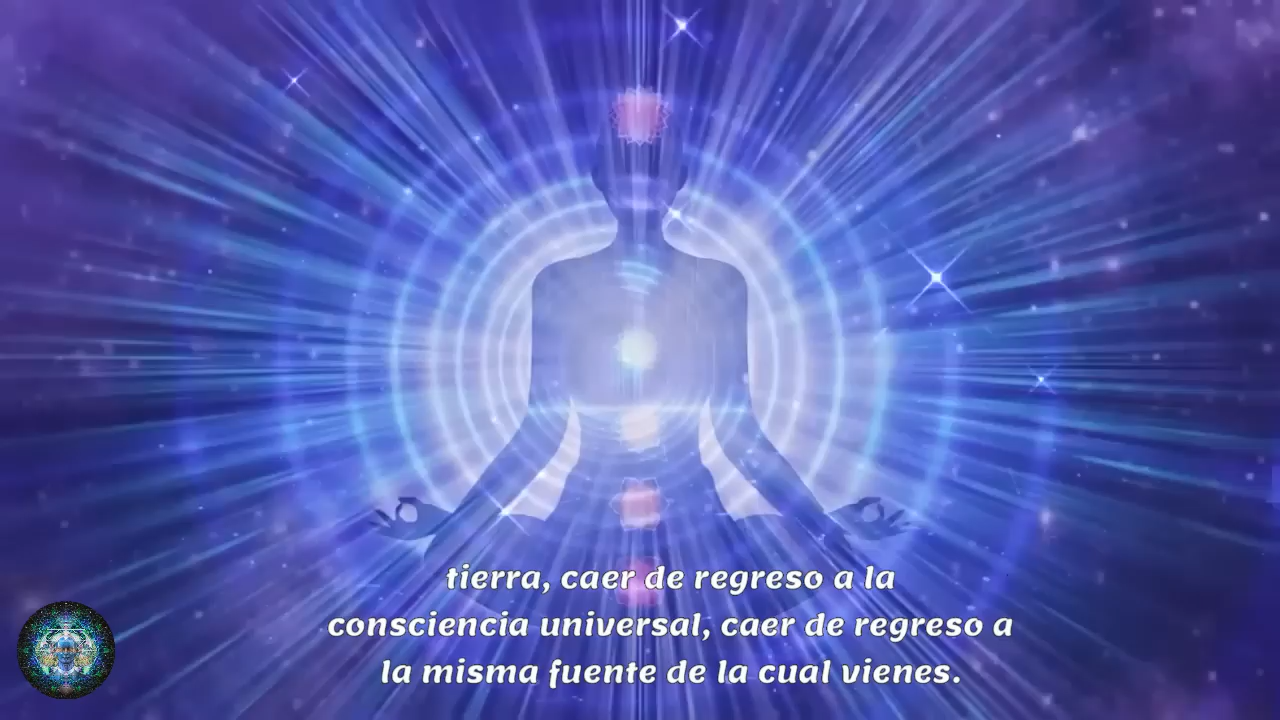 tierra, caer de regreso a la
consciencia universal, caer de regreso a
la misma fuente de la cual vienes.